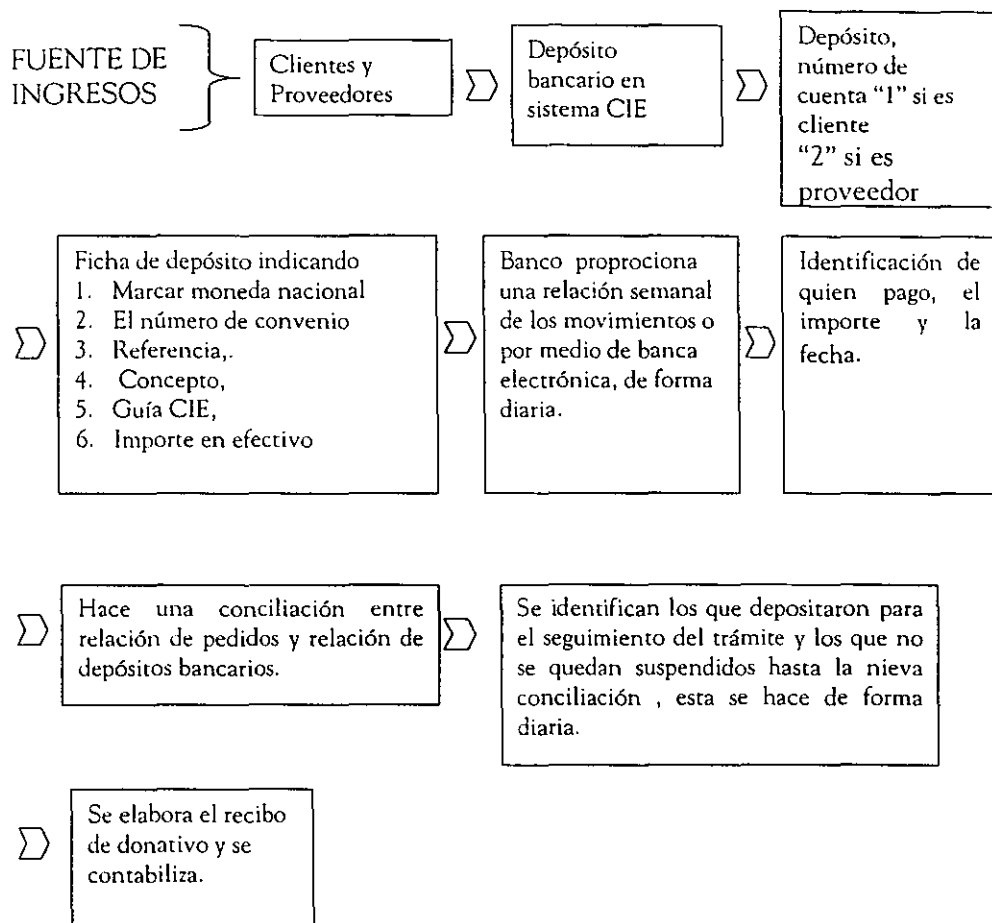 FUENTE DE
INGRESOS
Clientes y
Proveedores
Depósito
bancario en
sistema CIE
Depósito,
número de
cuenta "1" si es
cliente
"2" si es
proveedor
Ficha de depósito indicando
1. Marcar moneda nacional
2. El número de convenio
3. Referencia,.
4. Concepto,
5. Guía CIE,
6. Importe en efectivo
Banco proprociona
una relación semanal
de los movimientos o
por medio de banca
electrónica, de forma
diaria.
Identificación de
quien pago, el
importe y la
fecha.
Hace una conciliación entre
relación de pedidos y relación de
depósitos bancarios.
Se identifican los que depositaron para
el seguimiento del trámite y los que no
se quedan suspendidos hasta la nieva
conciliación , esta se hace de forma
diaria.
Se elabora el recibo
de donativo y se
contabiliza.